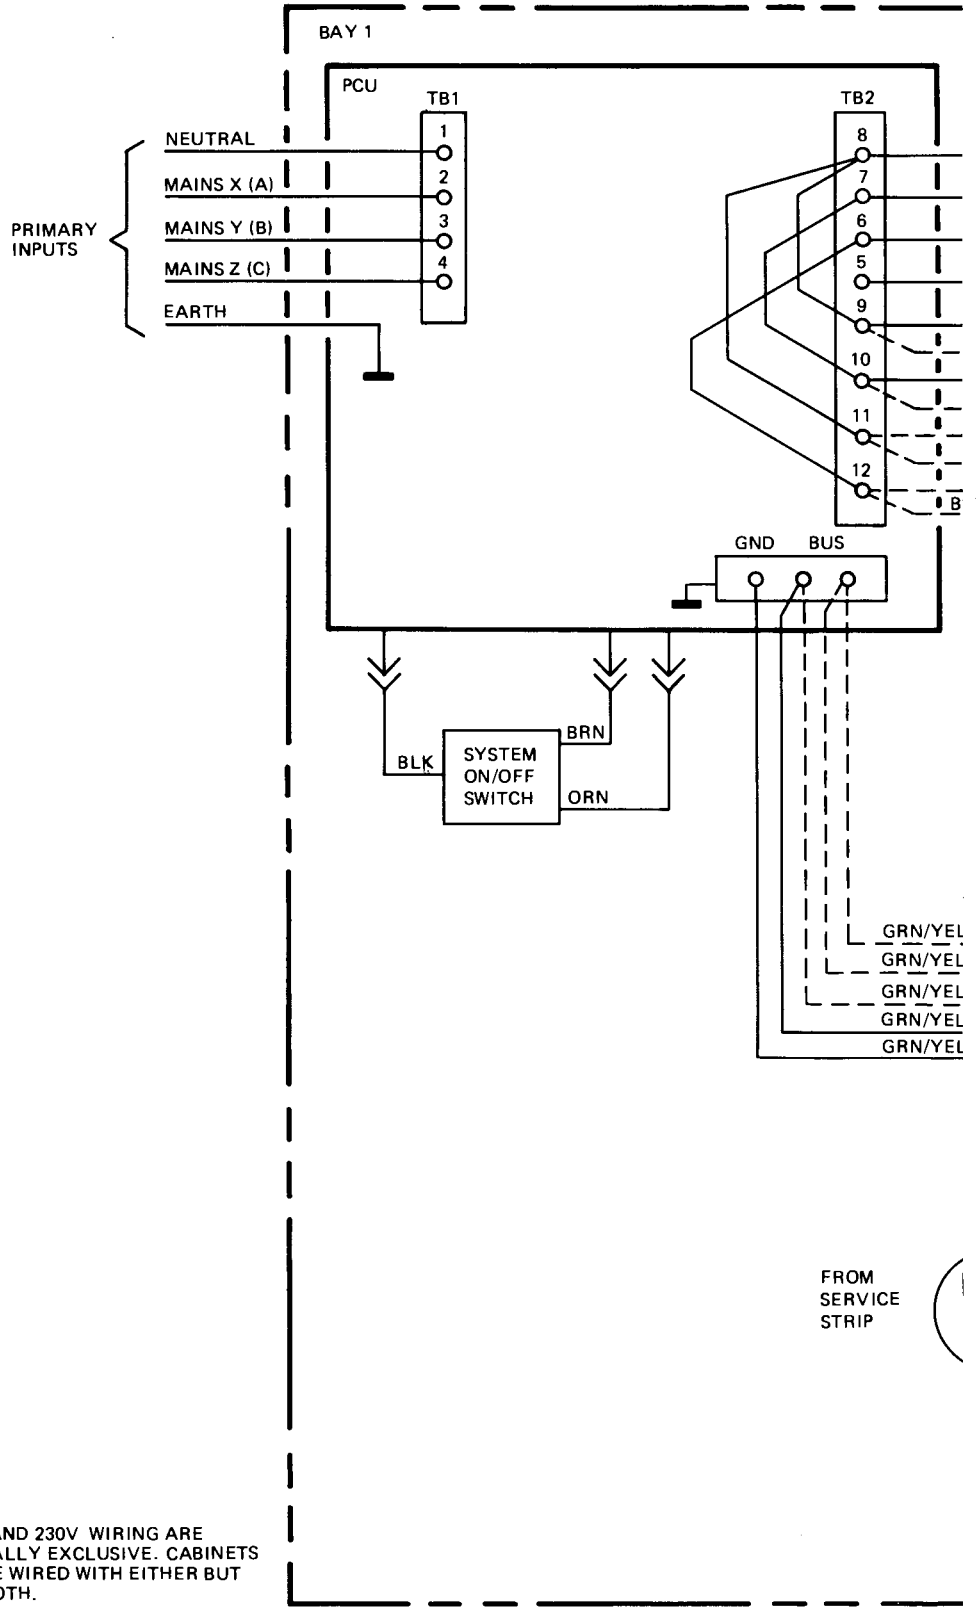 BAY 1
PCU
TB1
TB2
1
2
3
4
NEUTRAL
MAINS X (A)
MAINS Y (B)
MAINS Z (C)
EARTH
PRIMARY
INPUTS
8
7
6
5
9
10
11
12
B
GND BUS
BLK
SYSTEM
ON/OFF
SWITCH
BRN
ORN
GRN/YEL
GRN/YEL
GRN/YEL
GRN/YEL
GRN/YEL
FROM
SERVICE
STRIP
AND 230V WIRING ARE
ALLY EXCLUSIVE. CABINETS
E WIRED WITH EITHER BUT
OTH.